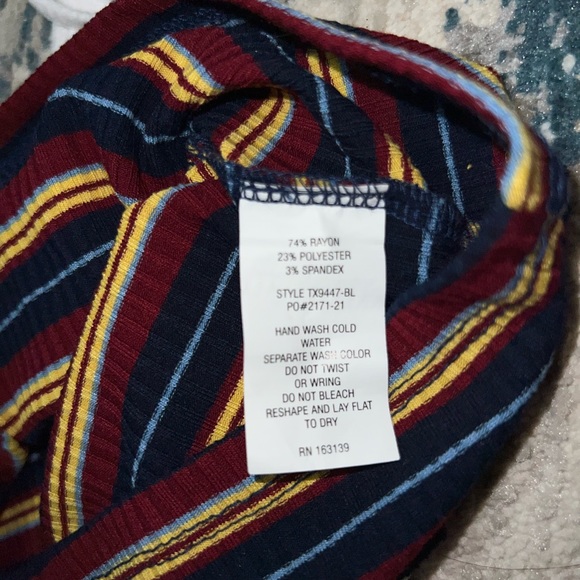 74% RAYON
23% POLYESTER
3% SPANDEX
STYLE TX9447-BL
PO#2171-21
HAND WASH COLD
WATER
SEPARATE WASH COLOR
DO NOT TWIST
OR WRING
DO NOT BLEACH
RESHAPE AND LAY FLAT
TO DRY
RN 163139